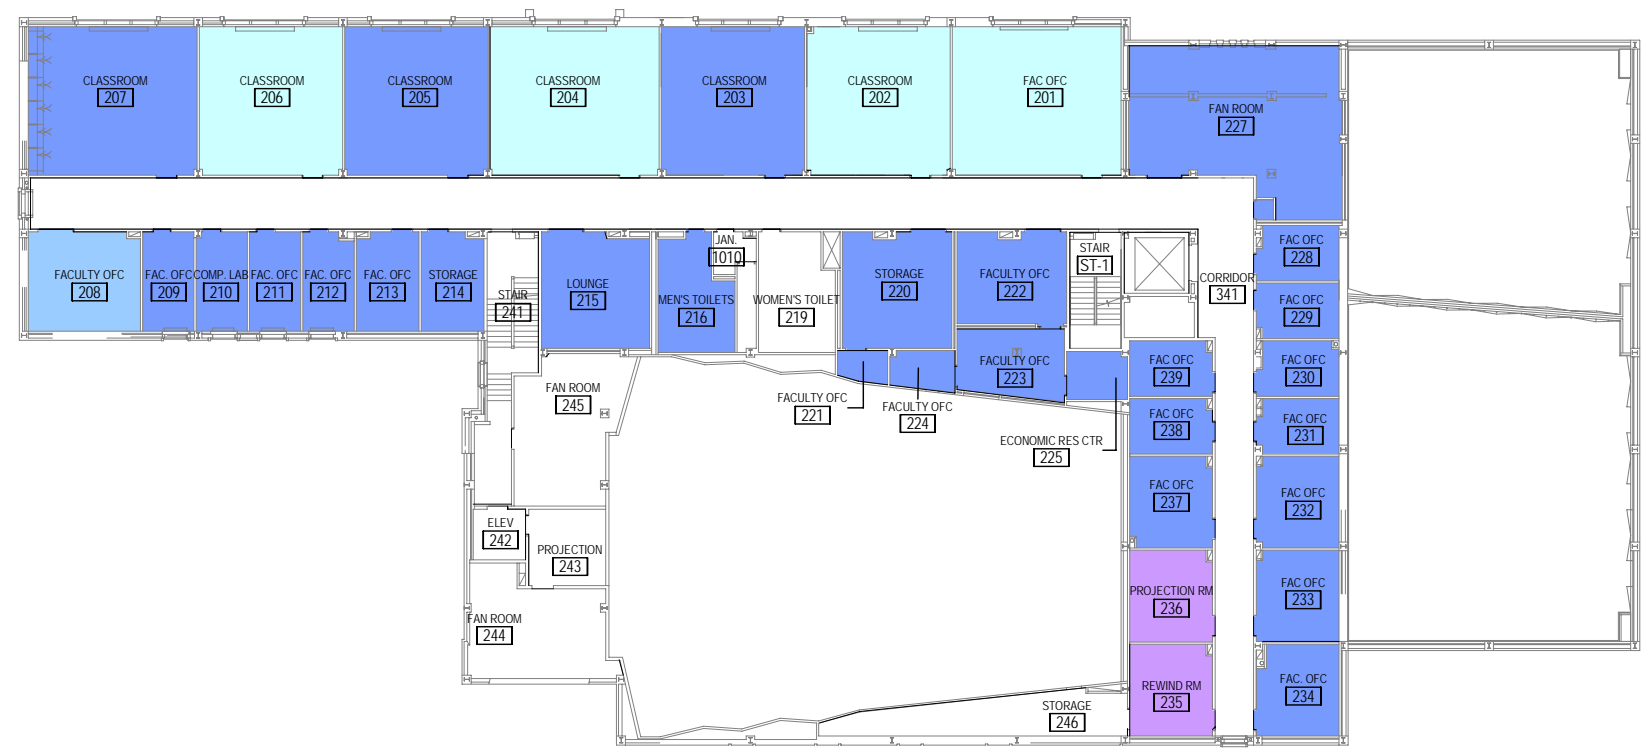 CLASSROOM
207
CLASSROOM
206
CLASSROOM
205
CLASSROOM
204
CLASSROOM
203
CLASSROOM
202
FAC OFC
201
FAN ROOM
227
FACULTY OFC
208
FAC. OFC
209
COMP. LAB
210
FAC. OFC
211
FAC. OFC
212
FAC. OFC
213
STORAGE
214
STAIR
241
LOUNGE
215
MEN'S TOILETS
216
JAN.
1010
WOMEN'S TOILET
219
STORAGE
220
FACULTY OFC
222
STAIR
ST-1
CORRIDOR
341
FAC OFC
228
FAC OFC
229
FACULTY OFC
223
FAC OFC
239
FAC OFC
230
FAN ROOM
245
FACULTY OFC
221
FACULTY OFC
224
ECONOMIC RES CTR
225
FAC OFC
238
FAC OFC
231
FAC OFC
237
FAC OFC
232
ELEV
242
PROJECTION
243
PROJECTION RM
236
FAC OFC
233
FAN ROOM
244
REWIND RM
235
FAC. OFC
234
STORAGE
246